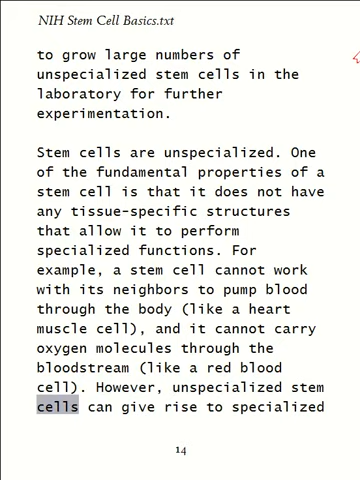 NIH Stem Cell Basics.txt
to grow large numbers of
unspecialized stem cells in the
laboratory for further
experimentation.
Stem cells are unspecialized. One
of the fundamental properties of a
stem cell is that it does not have
any tissue-specific structures
that allow it to perform
specialized functions. For
example, a stem cell cannot work
with its neighbors to pump blood
through the body (like a heart
muscle cell), and it cannot carry
oxygen molecules through the
bloodstream (like a red blood
cell). However, unspecialized stem
cells can give rise to specialized
14